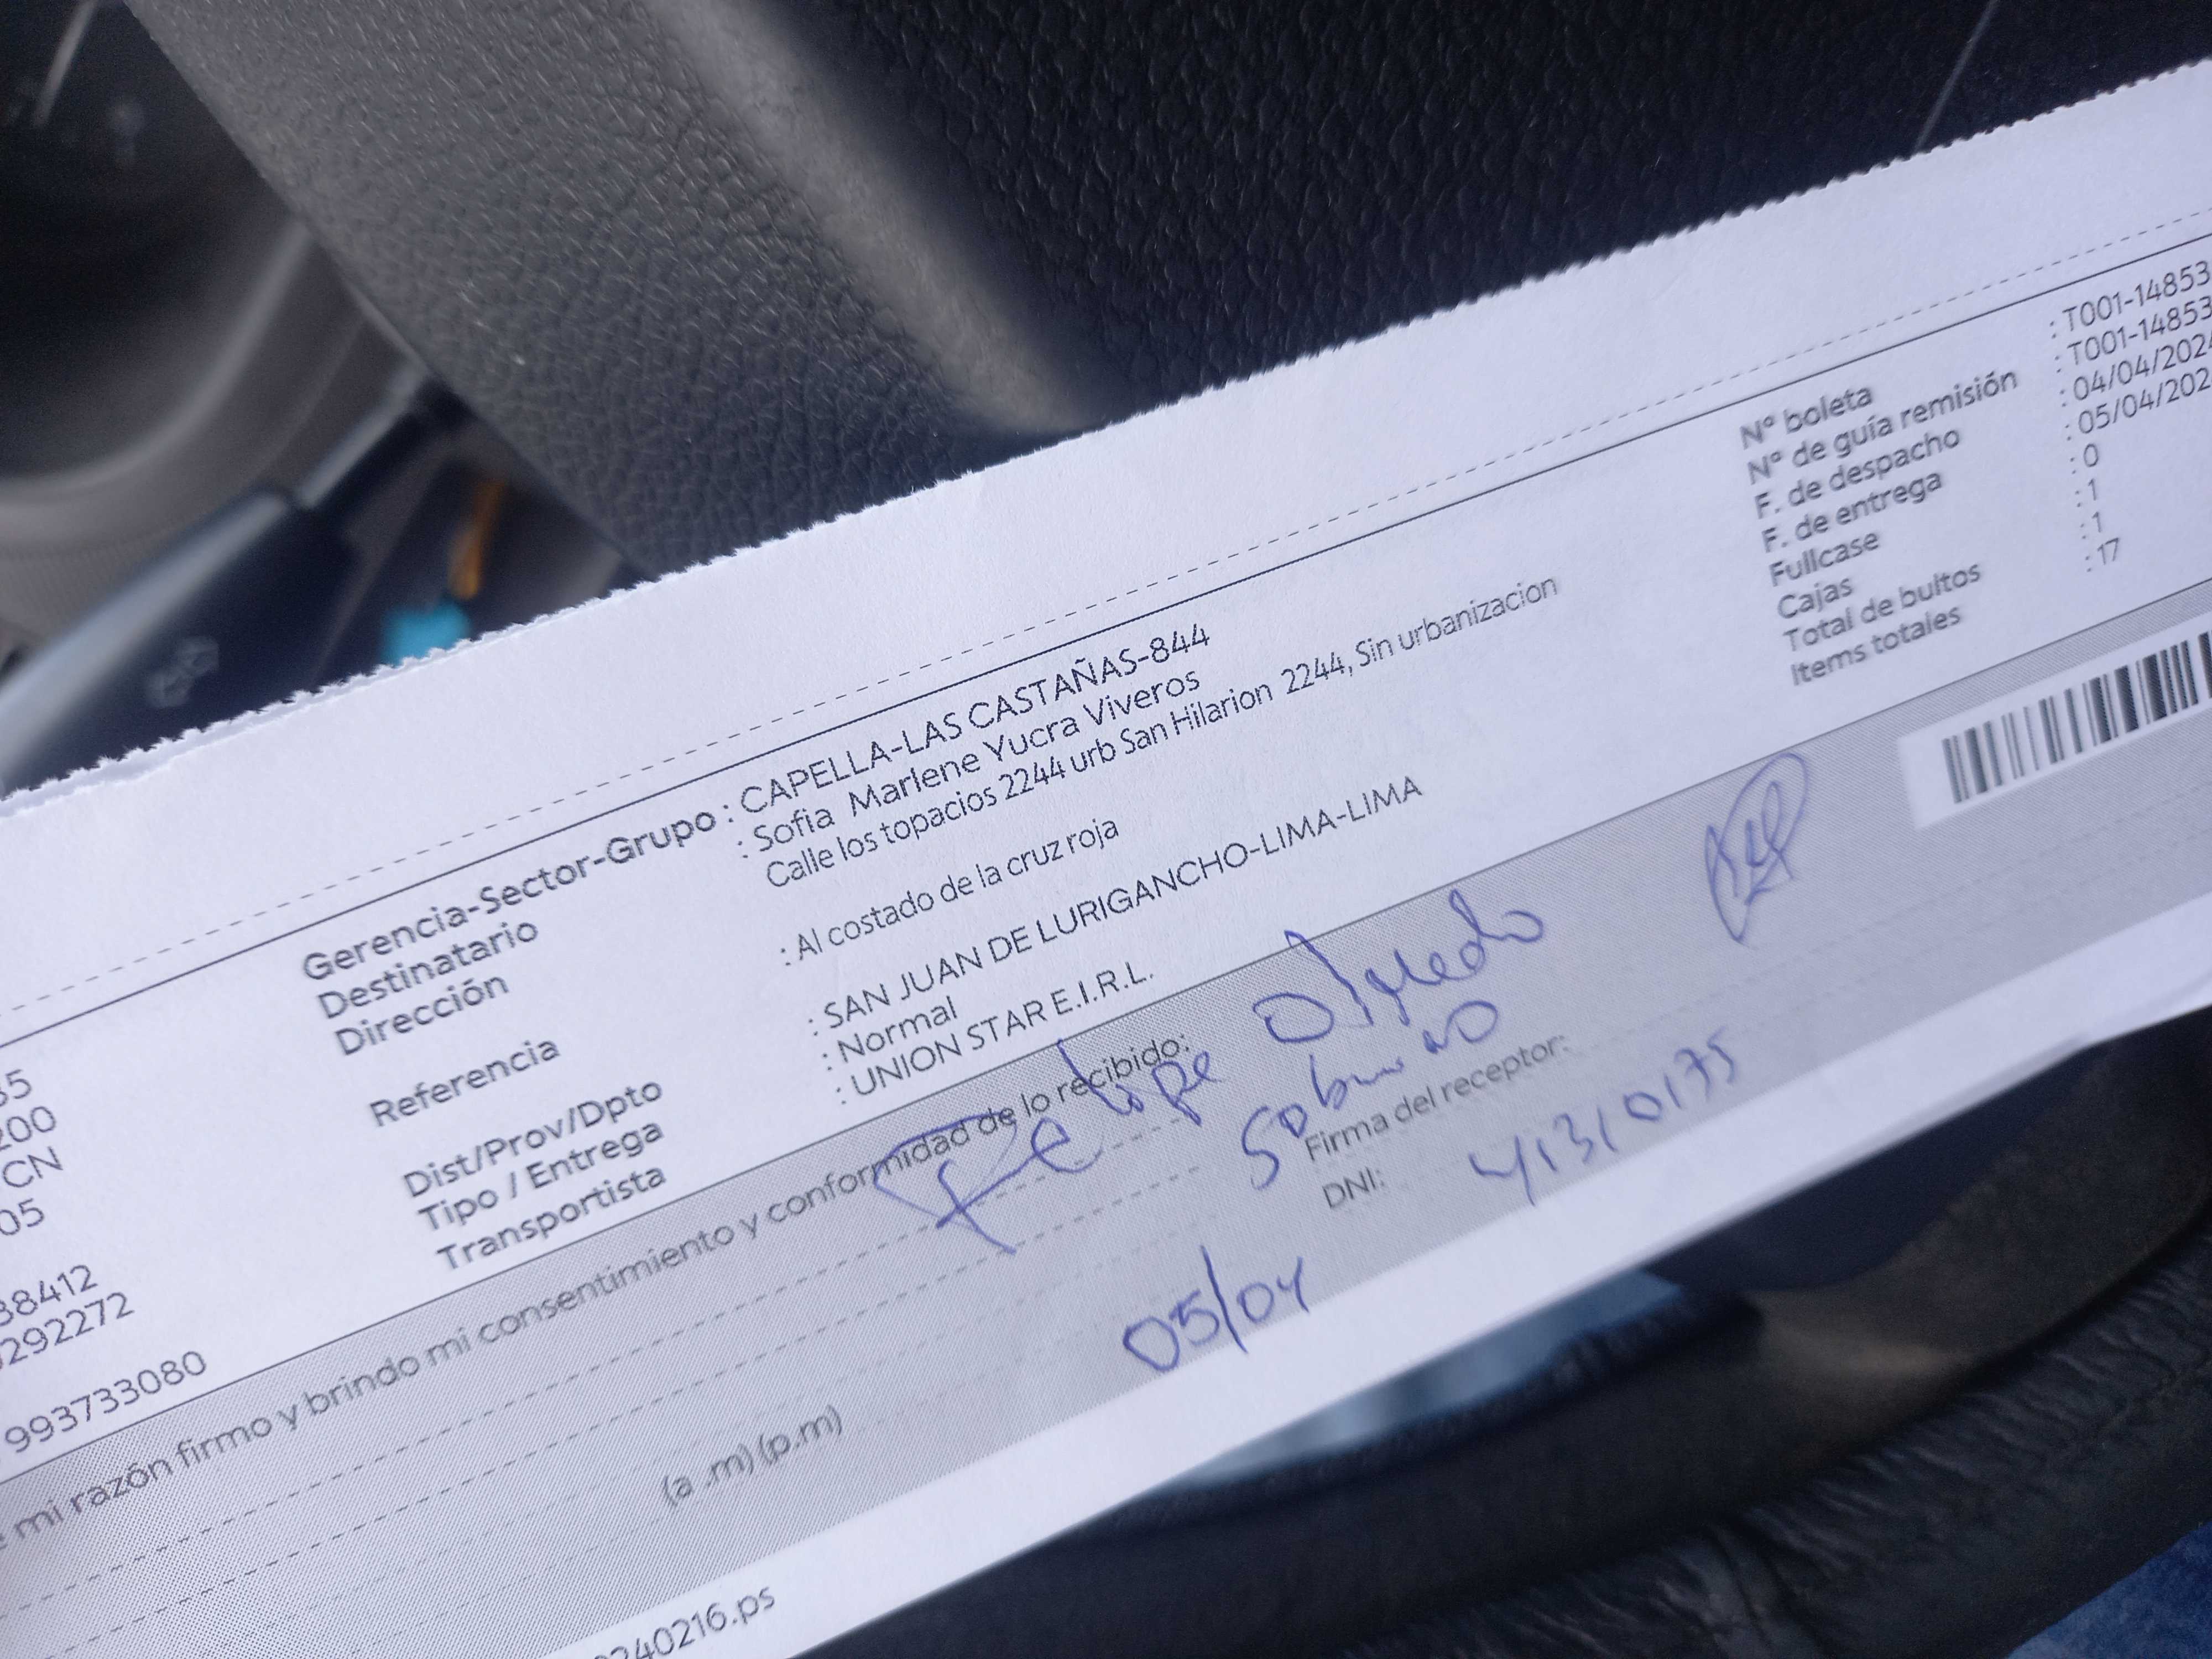 Gerencia-Sector-Grupo : CAPELLA-LAS CASTAÑAS-844
Destinatario : Sofia Marlene Yucra Viveros
Dirección Calle los topacios 2244 urb San Hilarion 2244, Sin urbanizacion
Referencia : Al costado de la cruz roja
Dist/Prov/Dpto : SAN JUAN DE LURIGANCHO-LIMA-LIMA
Tipo / Entrega : Normal
Transportista : UNION STAR E.I.R.L.
N° boleta : T001-14853
N° de guía remisión : T001-14853
F. de despacho : 04/04/202
F. de entrega : 05/04/202
Fullcase : 0
Cajas : 1
Total de bultos : 1
Items totales : 17
35
200
CN
05
38412
292272
993733080
mi razón firmo y brindo mi consentimiento y conformidad de lo recibido:
Felipe
Firma del receptor:
DNI: 41310175
05/04
(a .m) (p.m)
240216.ps